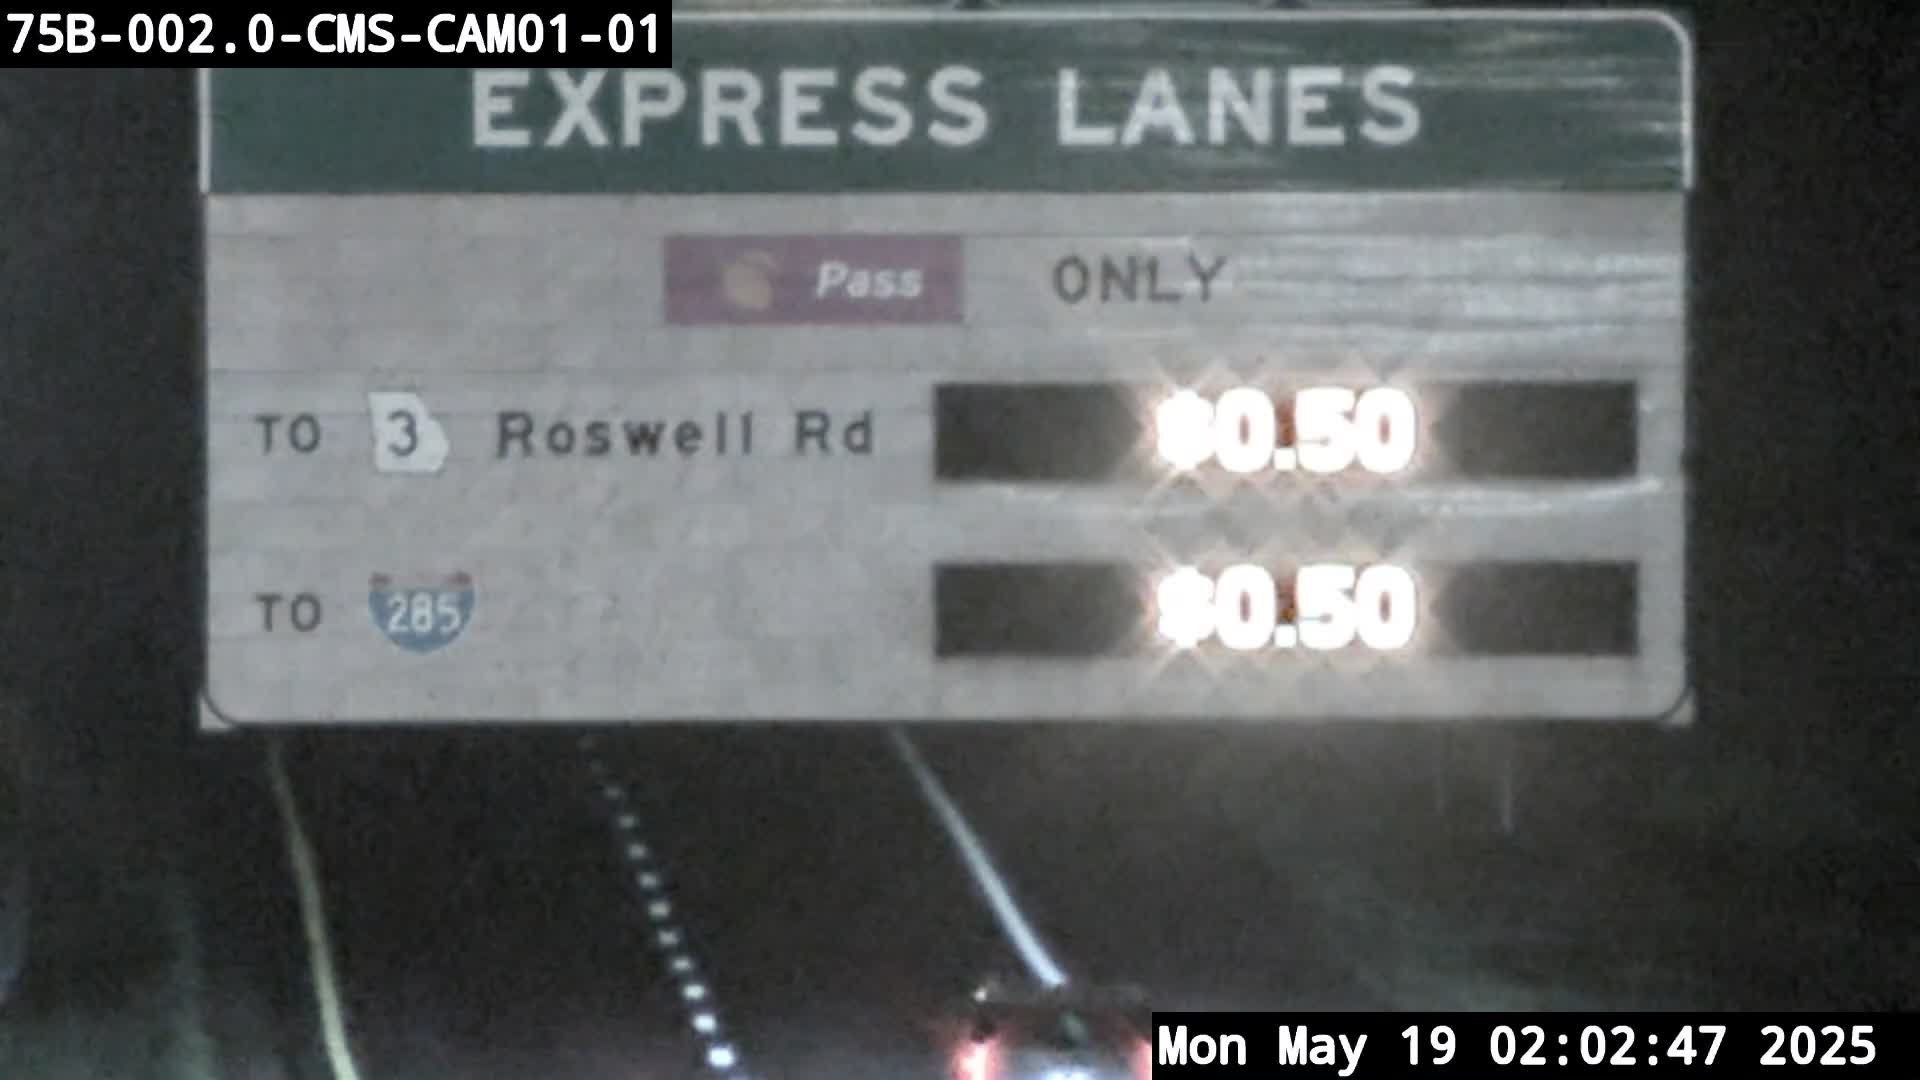 75B-002.0-CMS-CAM01-01
EXPRESS LANES
Pass ONLY
TO 3 Roswell Rd $0.50
TO 285 $0.50
Mon May 19 02:02:47 2025